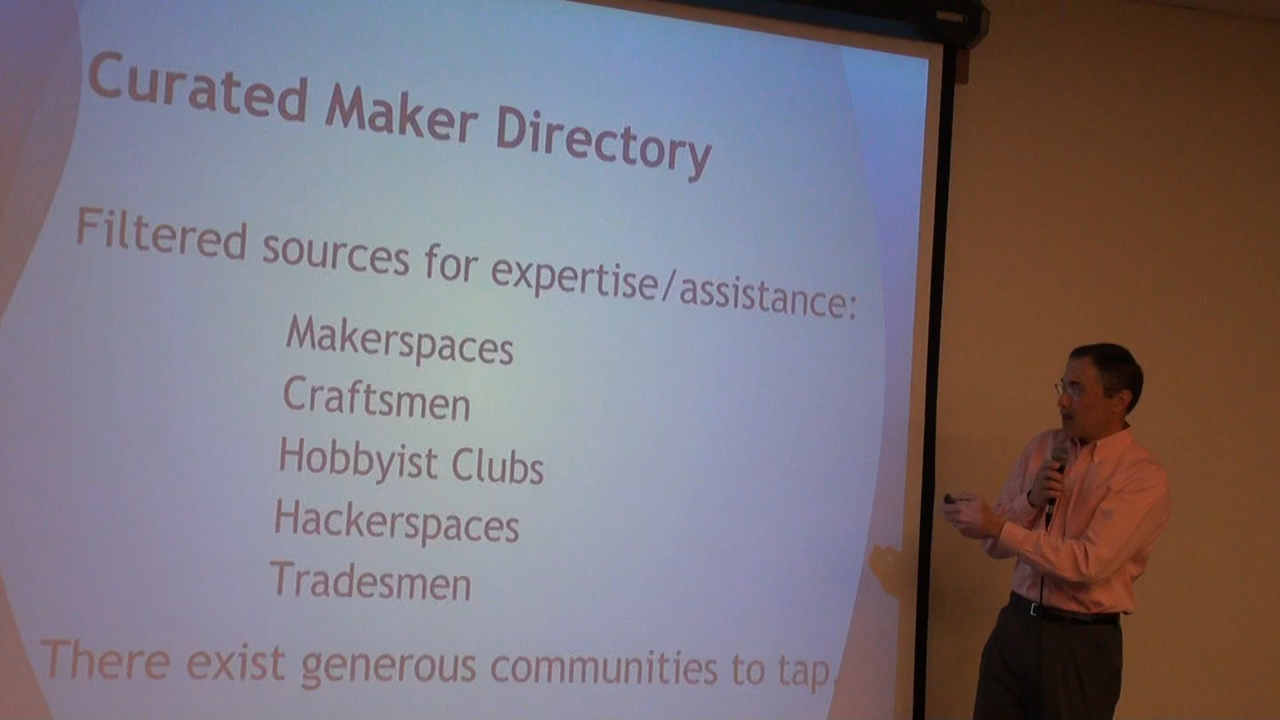 Curated Maker Directory
Filtered sources for expertise/assistance:
Makerspaces
Craftsmen
Hobbyist Clubs
Hackerspaces
Tradesmen
There exist generous communities to tap.